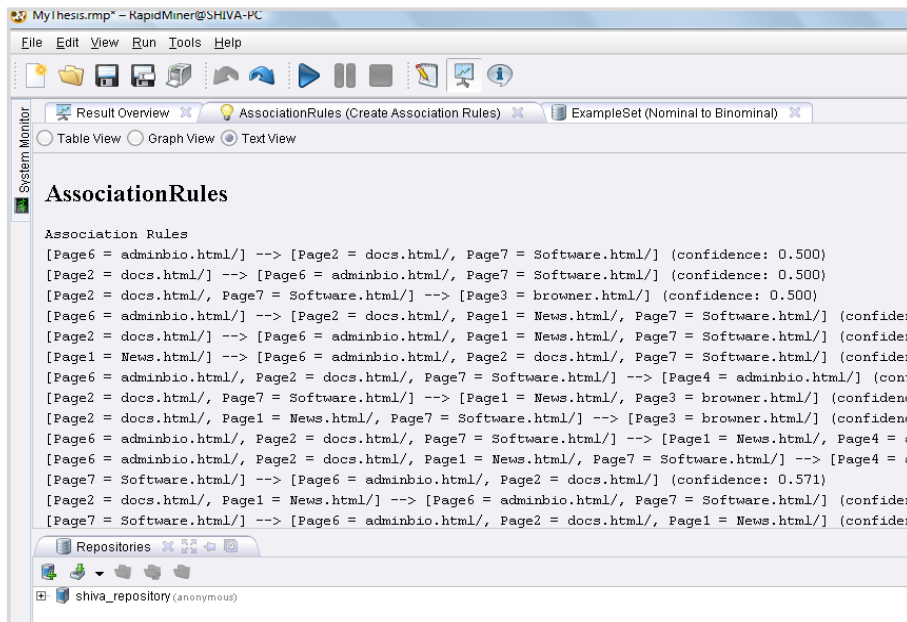 MyThesis.rmp* – RapidMiner@SHIVA-PC
File Edit View Run Tools Help
System Monitor
Result Overview AssociationRules (Create Association Rules) ExampleSet (Nominal to Binominal)
Table View Graph View Text View
AssociationRules
Association Rules
[Page6 = adminbio.html/] --> [Page2 = docs.html/, Page7 = Software.html/] (confidence: 0.500)
[Page2 = docs.html/] --> [Page6 = adminbio.html/, Page7 = Software.html/] (confidence: 0.500)
[Page2 = docs.html/, Page7 = Software.html/] --> [Page3 = browner.html/] (confidence: 0.500)
[Page6 = adminbio.html/] --> [Page2 = docs.html/, Page1 = News.html/, Page7 = Software.html/] (confiden
[Page2 = docs.html/] --> [Page6 = adminbio.html/, Page1 = News.html/, Page7 = Software.html/] (confiden
[Page1 = News.html/] --> [Page6 = adminbio.html/, Page2 = docs.html/, Page7 = Software.html/] (confiden
[Page6 = adminbio.html/, Page2 = docs.html/, Page7 = Software.html/] --> [Page4 = adminbio.html/] (con
[Page2 = docs.html/, Page7 = Software.html/] --> [Page1 = News.html/, Page3 = browner.html/] (confiden
[Page2 = docs.html/, Page1 = News.html/, Page7 = Software.html/] --> [Page3 = browner.html/] (confiden
[Page6 = adminbio.html/, Page2 = docs.html/, Page7 = Software.html/] --> [Page1 = News.html/, Page4 =
[Page6 = adminbio.html/, Page2 = docs.html/, Page1 = News.html/, Page7 = Software.html/] --> [Page4 =
[Page7 = Software.html/] --> [Page6 = adminbio.html/, Page2 = docs.html/] (confidence: 0.571)
[Page2 = docs.html/, Page1 = News.html/] --> [Page6 = adminbio.html/, Page7 = Software.html/] (confiden
[Page7 = Software.html/] --> [Page6 = adminbio.html/, Page2 = docs.html/, Page1 = News.html/] (confiden
Repositories
shiva_repository (anonymous)